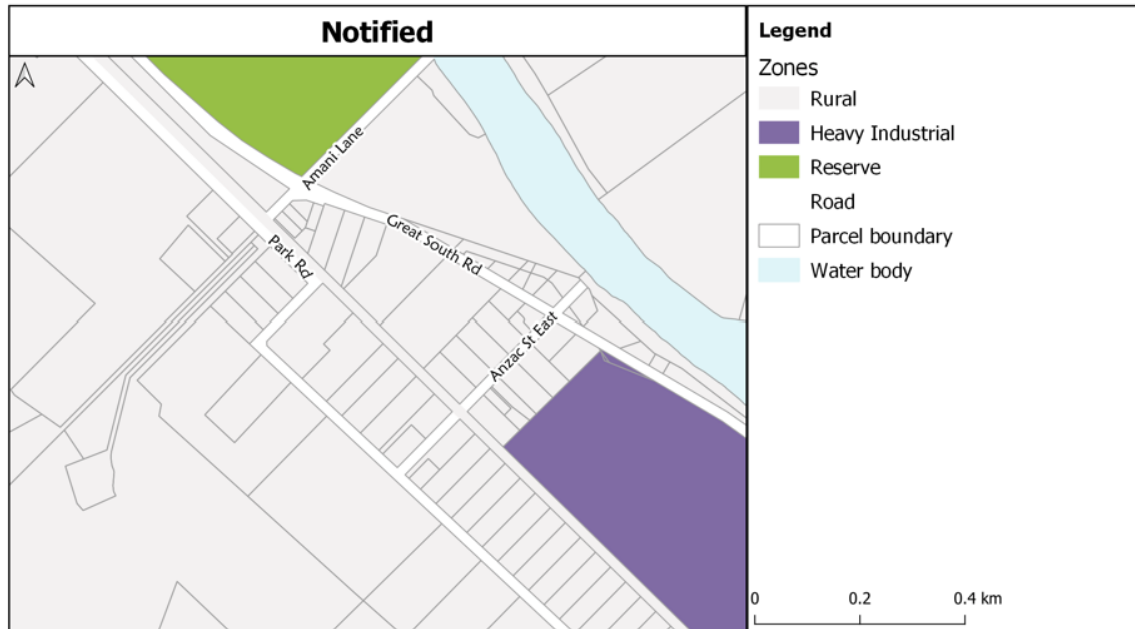 Notified
Amani Lane
Great South Rd
Park Rd
Anzac St East
Legend
Zones
Rural
Heavy Industrial
Reserve
Road
Parcel boundary
Water body
0 0.2 0.4 km